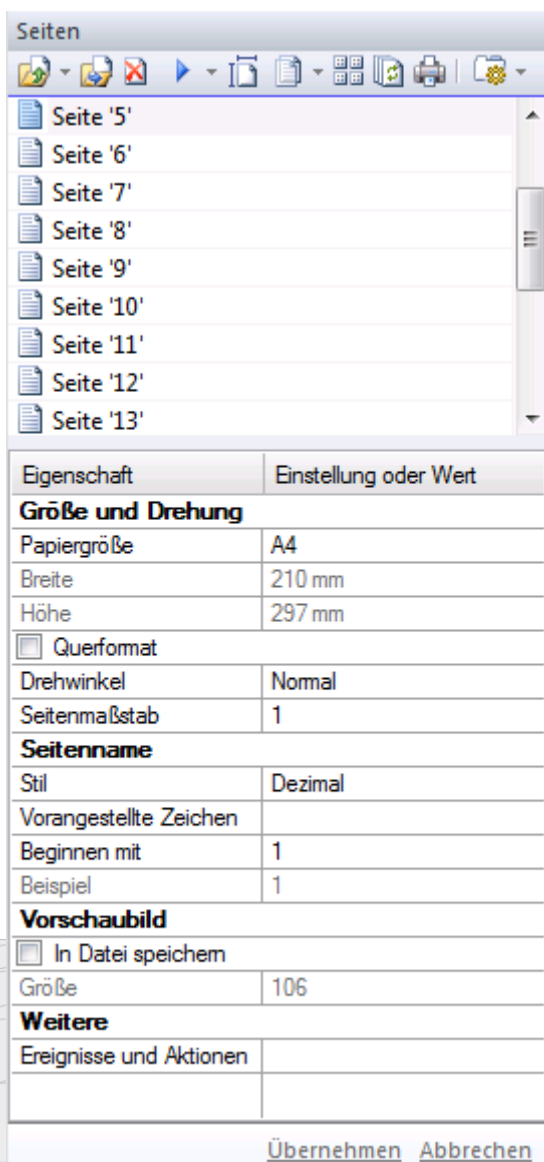 Seiten
Seite '5'
Seite '6'
Seite '7'
Seite '8'
Seite '9'
Seite '10'
Seite '11'
Seite '12'
Seite '13'
Eigenschaft Einstellung oder Wert
Größe und Drehung
Papiergröße A4
Breite 210 mm
Höhe 297 mm
Querformat
Drehwinkel Normal
Seitenmaßstab 1
Seitenname
Stil Dezimal
Vorangestellte Zeichen
Beginnen mit 1
Beispiel 1
Vorschaubild
In Datei speichern
Größe 106
Weitere
Ereignisse und Aktionen
Übernehmen Abbrechen